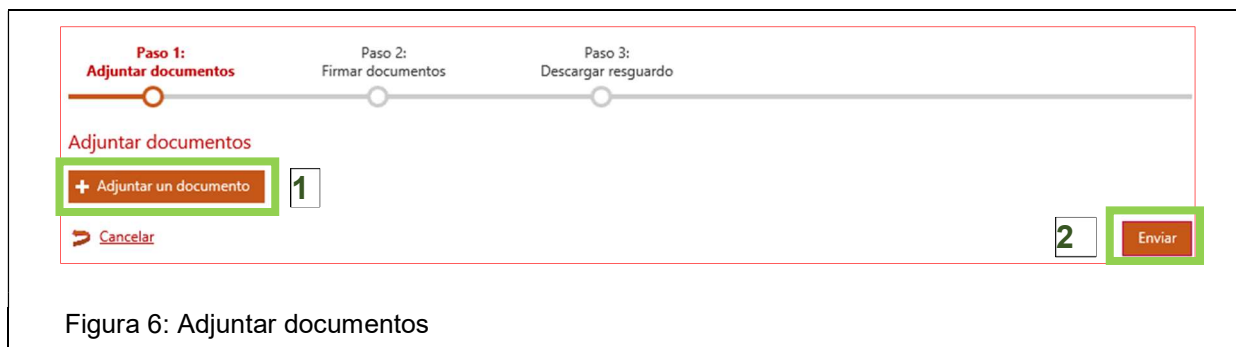 Paso 1:
Adjuntar documentos
Paso 2:
Firmar documentos
Paso 3:
Descargar resguardo
Adjuntar documentos
+ Adjuntar un documento
1
Cancelar
2
Enviar
Figura 6: Adjuntar documentos